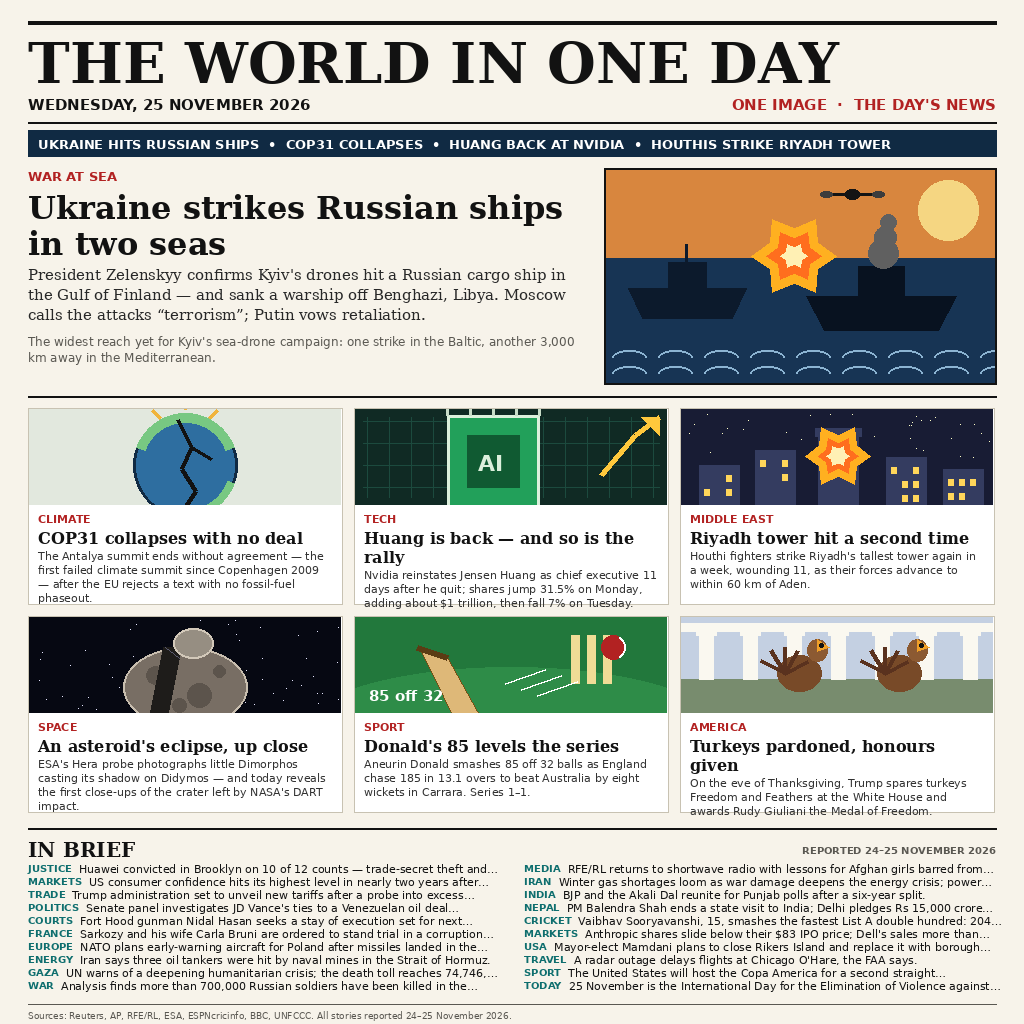 THE WORLD IN ONE DAY
WEDNESDAY, 25 NOVEMBER 2026
ONE IMAGE · THE DAY'S NEWS
UKRAINE HITS RUSSIAN SHIPS • COP31 COLLAPSES • HUANG BACK AT NVIDIA • HOUTHIS STRIKE RIYADH TOWER
WAR AT SEA
Ukraine strikes Russian ships
in two seas
President Zelenskyy confirms Kyiv's drones hit a Russian cargo ship in
the Gulf of Finland — and sank a warship off Benghazi, Libya. Moscow
calls the attacks “terrorism”; Putin vows retaliation.
The widest reach yet for Kyiv's sea-drone campaign: one strike in the Baltic, another 3,000
km away in the Mediterranean.
CLIMATE
COP31 collapses with no deal
The Antalya summit ends without agreement — the
first failed climate summit since Copenhagen 2009
— after the EU rejects a text with no fossil-fuel
phaseout.
AI
TECH
Huang is back — and so is the
rally
Nvidia reinstates Jensen Huang as chief executive 11
days after he quit; shares jump 31.5% on Monday,
adding about $1 trillion, then fall 7% on Tuesday.
MIDDLE EAST
Riyadh tower hit a second time
Houthi fighters strike Riyadh's tallest tower again in
a week, wounding 11, as their forces advance to
within 60 km of Aden.
SPACE
An asteroid's eclipse, up close
ESA's Hera probe photographs little Dimorphos
casting its shadow on Didymos — and today reveals
the first close-ups of the crater left by NASA's DART
impact.
85 off 32
SPORT
Donald's 85 levels the series
Aneurin Donald smashes 85 off 32 balls as England
chase 185 in 13.1 overs to beat Australia by eight
wickets in Carrara. Series 1–1.
AMERICA
Turkeys pardoned, honours
given
On the eve of Thanksgiving, Trump spares turkeys
Freedom and Feathers at the White House and
awards Rudy Giuliani the Medal of Freedom.
IN BRIEF
REPORTED 24–25 NOVEMBER 2026
JUSTICE Huawei convicted in Brooklyn on 10 of 12 counts — trade-secret theft and…
MARKETS US consumer confidence hits its highest level in nearly two years after…
TRADE Trump administration set to unveil new tariffs after a probe into excess…
POLITICS Senate panel investigates JD Vance's ties to a Venezuelan oil deal…
COURTS Fort Hood gunman Nidal Hasan seeks a stay of execution set for next…
FRANCE Sarkozy and his wife Carla Bruni are ordered to stand trial in a corruption…
EUROPE NATO plans early-warning aircraft for Poland after missiles landed in the…
ENERGY Iran says three oil tankers were hit by naval mines in the Strait of Hormuz.
GAZA UN warns of a deepening humanitarian crisis; the death toll reaches 74,746,…
WAR Analysis finds more than 700,000 Russian soldiers have been killed in the…
MEDIA RFE/RL returns to shortwave radio with lessons for Afghan girls barred from…
IRAN Winter gas shortages loom as war damage deepens the energy crisis; power…
INDIA BJP and the Akali Dal reunite for Punjab polls after a six-year split.
NEPAL PM Balendra Shah ends a state visit to India; Delhi pledges Rs 15,000 crore…
CRICKET Vaibhav Sooryavanshi, 15, smashes the fastest List A double hundred: 204…
MARKETS Anthropic shares slide below their $83 IPO price; Dell's sales more than…
USA Mayor-elect Mamdani plans to close Rikers Island and replace it with borough…
TRAVEL A radar outage delays flights at Chicago O'Hare, the FAA says.
SPORT The United States will host the Copa America for a second straight…
TODAY 25 November is the International Day for the Elimination of Violence against…
Sources: Reuters, AP, RFE/RL, ESA, ESPNcricinfo, BBC, UNFCCC. All stories reported 24–25 November 2026.